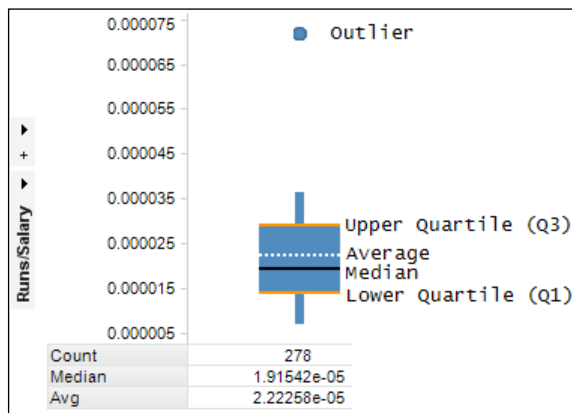 0.000075
Outlier
0.000065
0.000055
0.000045
0.000035
Upper Quartile (Q3)
0.000025
Average
Median
0.000015
Lower Quartile (Q1)
0.000005
+
Runs/Salary
Count 278
Median 1.91542e-05
Avg 2.22258e-05